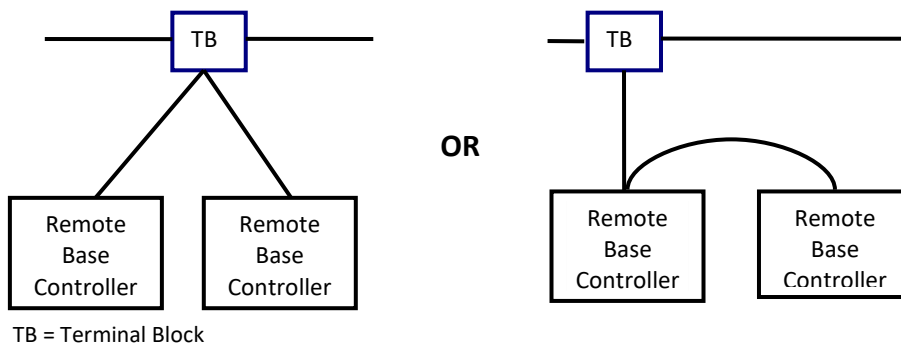 TB
TB
OR
Remote
Base
Controller
Remote
Base
Controller
Remote
Base
Controller
Remote
Base
Controller
TB = Terminal Block